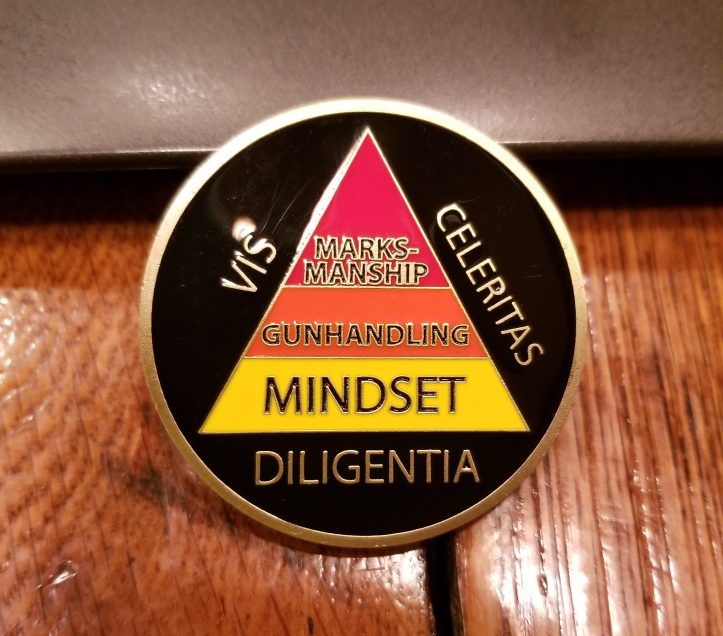 VIS
CELERITAS
MARKS-
MANSHIP
GUNHANDLING
MINDSET
DILIGENTIA